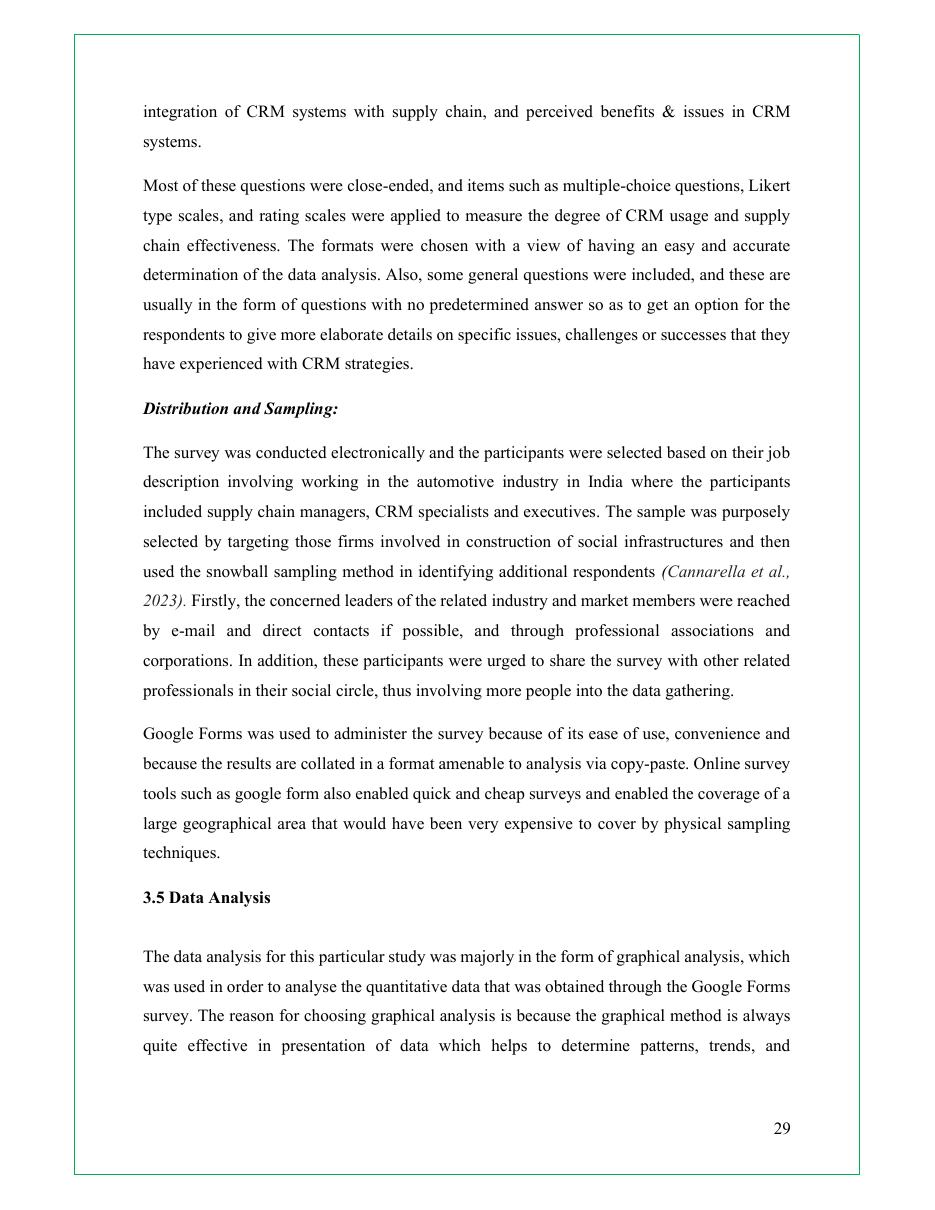 integration of CRM systems with supply chain, and perceived benefits & issues in CRM
systems.
Most of these questions were close-ended, and items such as multiple-choice questions, Likert
type scales, and rating scales were applied to measure the degree of CRM usage and supply
chain effectiveness. The formats were chosen with a view of having an easy and accurate
determination of the data analysis. Also, some general questions were included, and these are
usually in the form of questions with no predetermined answer so as to get an option for the
respondents to give more elaborate details on specific issues, challenges or successes that they
have experienced with CRM strategies.
Distribution and Sampling:
The survey was conducted electronically and the participants were selected based on their job
description involving working in the automotive industry in India where the participants
included supply chain managers, CRM specialists and executives. The sample was purposely
selected by targeting those firms involved in construction of social infrastructures and then
used the snowball sampling method in identifying additional respondents (Cannarella et al.,
2023). Firstly, the concerned leaders of the related industry and market members were reached
by e-mail and direct contacts if possible, and through professional associations and
corporations. In addition, these participants were urged to share the survey with other related
professionals in their social circle, thus involving more people into the data gathering.
Google Forms was used to administer the survey because of its ease of use, convenience and
because the results are collated in a format amenable to analysis via copy-paste. Online survey
tools such as google form also enabled quick and cheap surveys and enabled the coverage of a
large geographical area that would have been very expensive to cover by physical sampling
techniques.
3.5 Data Analysis
The data analysis for this particular study was majorly in the form of graphical analysis, which
was used in order to analyse the quantitative data that was obtained through the Google Forms
survey. The reason for choosing graphical analysis is because the graphical method is always
quite effective in presentation of data which helps to determine patterns, trends, and
29